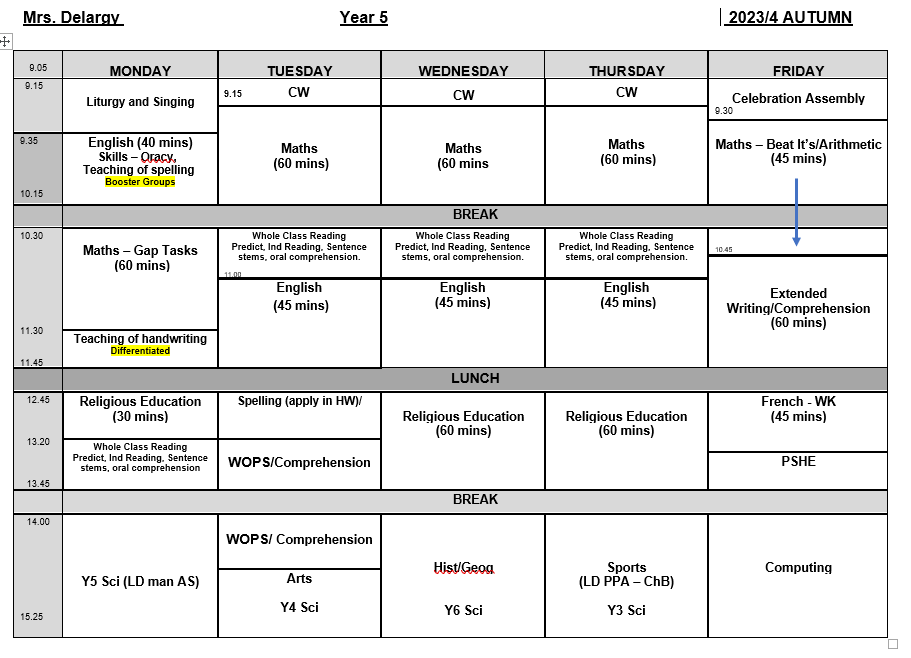 Mrs. Delargy Year 5 2023/4 AUTUMN
9.05 MONDAY TUESDAY WEDNESDAY THURSDAY FRIDAY
9.15
Liturgy and Singing
9.15 CW
CW
CW
Celebration Assembly
9.30
9.35
10.15
English (40 mins)
Skills – Oracy,
Teaching of spelling
Booster Groups
Maths
(60 mins)
Maths
(60 mins
Maths
(60 mins)
Maths – Beat It's/Arithmetic
(45 mins)
BREAK
10.30
11.30
11.45
Maths – Gap Tasks
(60 mins)
Teaching of handwriting
Differentiated
Whole Class Reading
Predict, Ind Reading, Sentence
stems, oral comprehension.
11.00
English
(45 mins)
Whole Class Reading
Predict, Ind Reading, Sentence
stems, oral comprehension.
English
(45 mins)
Whole Class Reading
Predict, Ind Reading, Sentence
stems, oral comprehension.
English
(45 mins)
10.45
Extended
Writing/Comprehension
(60 mins)
LUNCH
12.45
13.20
13.45
Religious Education
(30 mins)
Whole Class Reading
Predict, Ind Reading, Sentence
stems, oral comprehension
Spelling (apply in HW)/
WOPS/Comprehension
Religious Education
(60 mins)
Religious Education
(60 mins)
French - WK
(45 mins)
PSHE
BREAK
14.00
15.25
Y5 Sci (LD man AS)
WOPS/ Comprehension
Arts
Y4 Sci
Hist/Geog
Y6 Sci
Sports
(LD PPA – ChB)
Y3 Sci
Computing